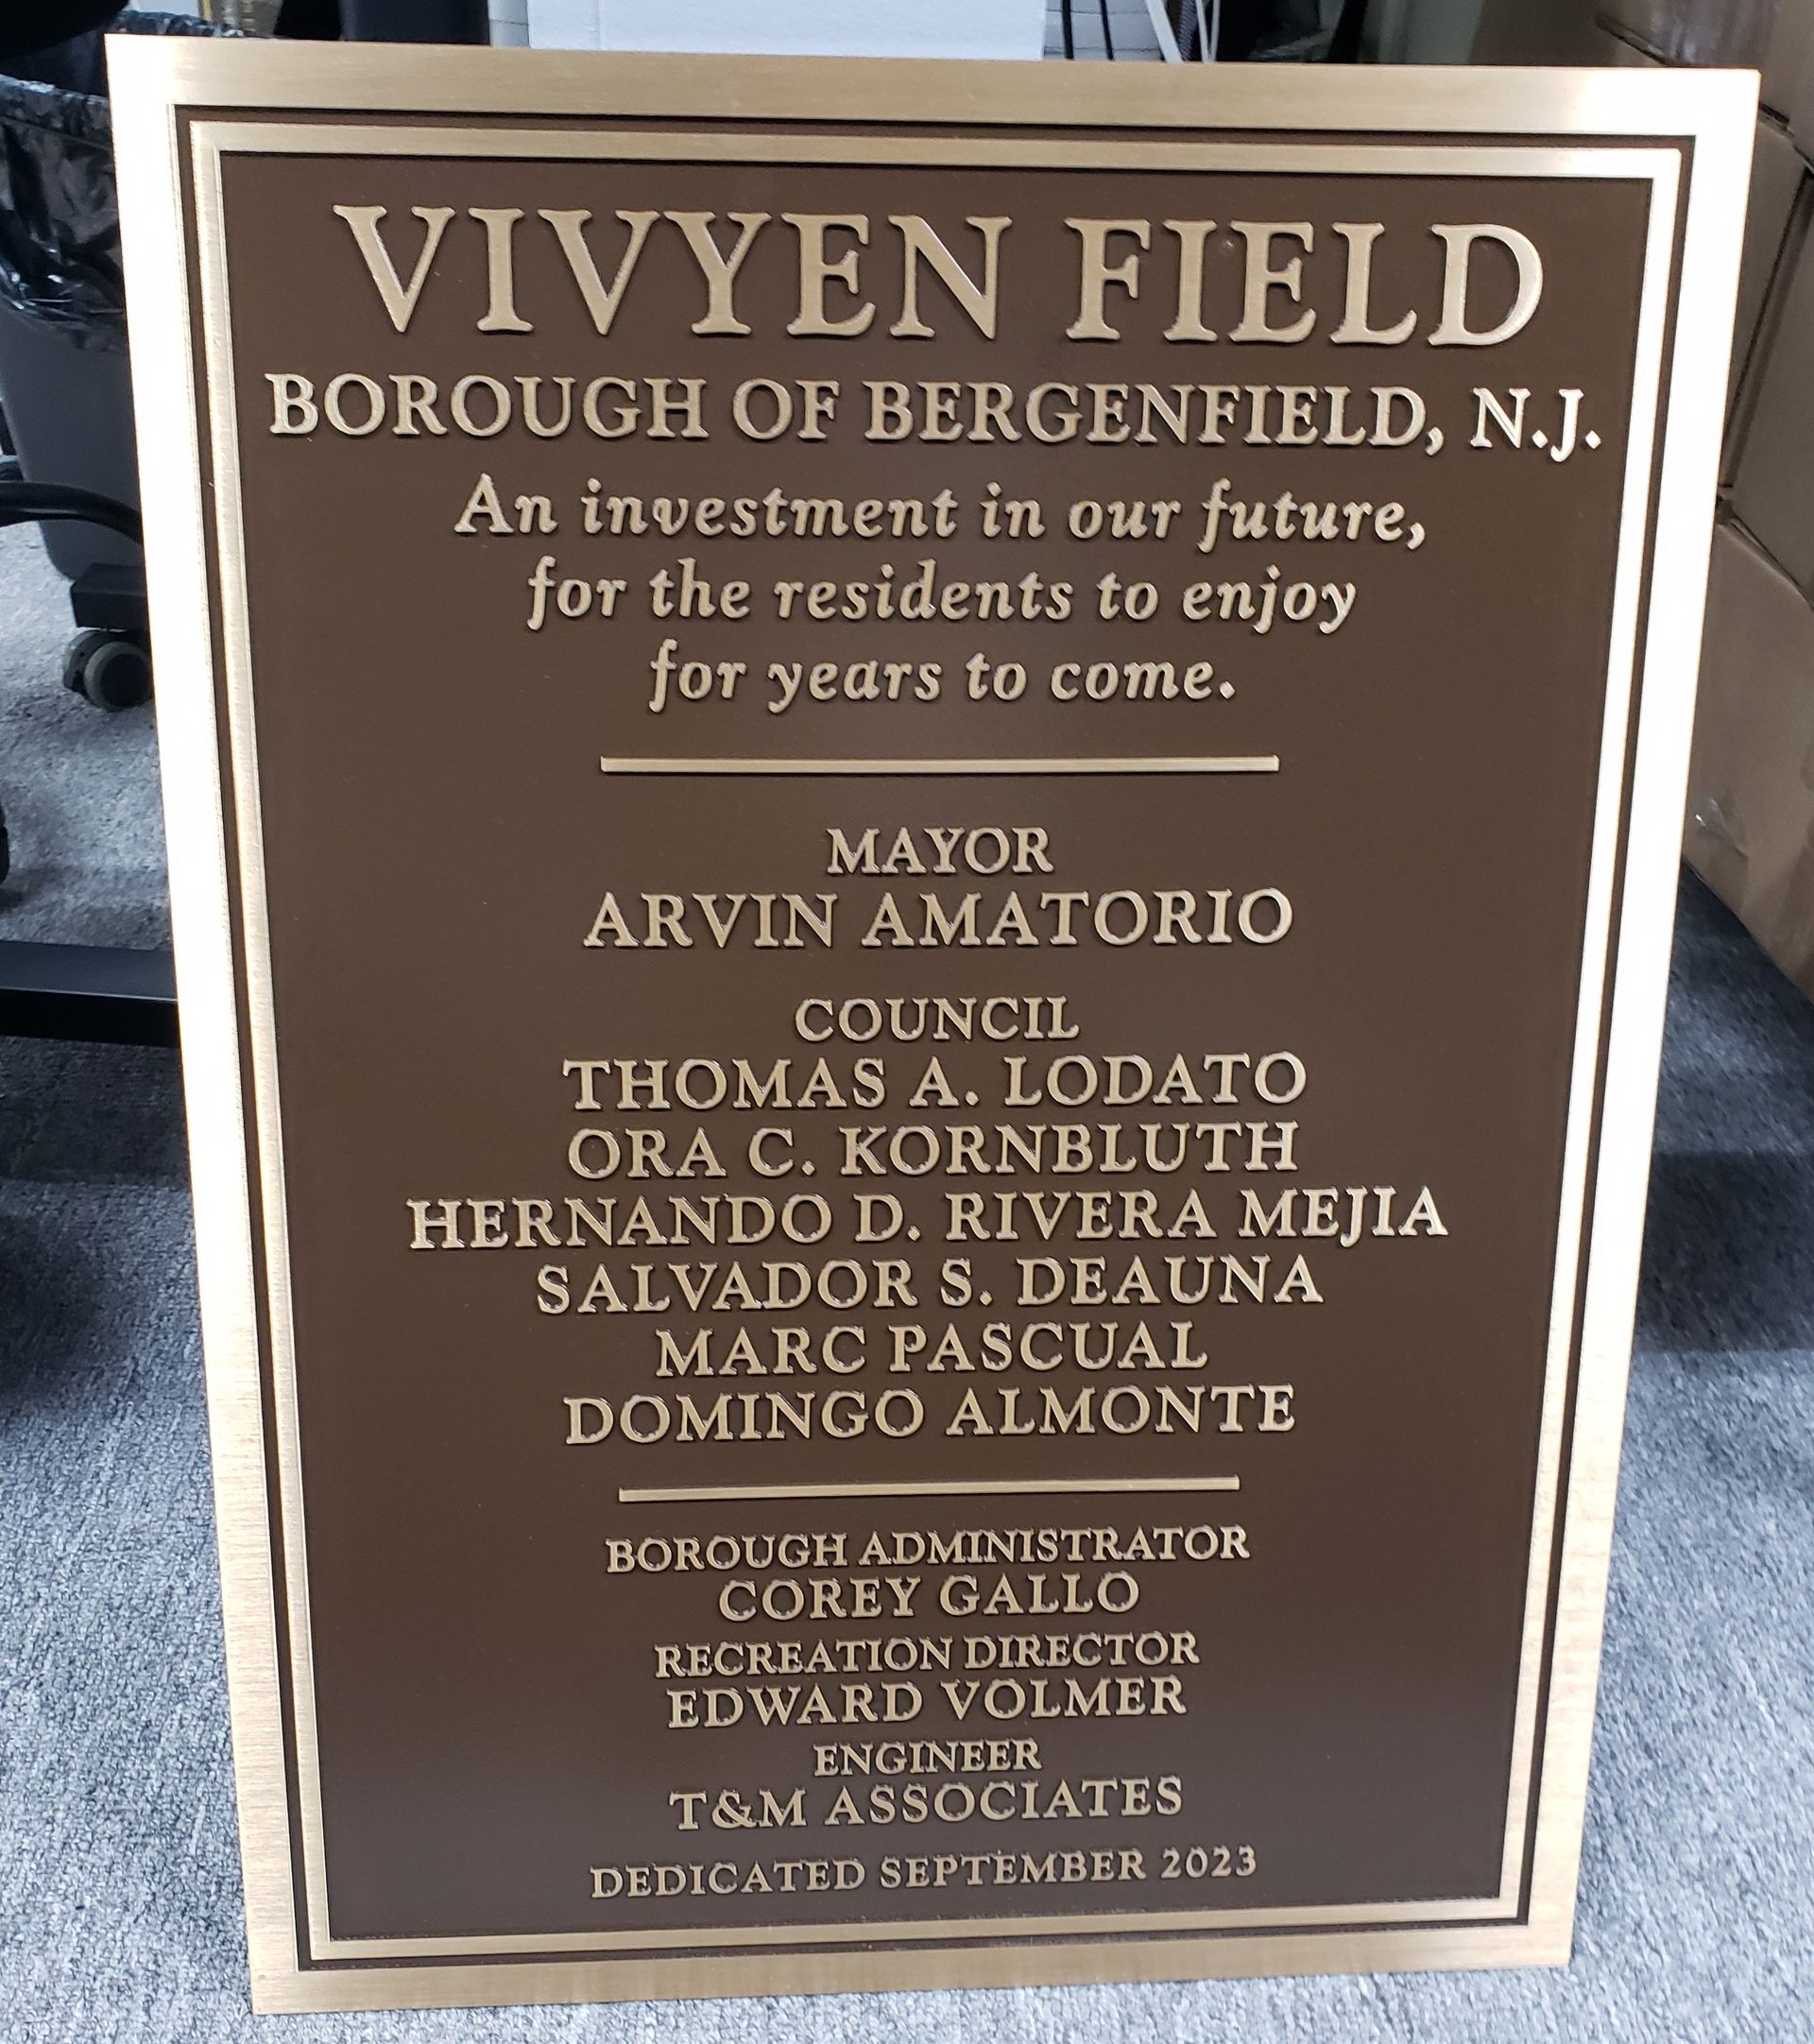 VIVYEN FIELD
BOROUGH OF BERGENFIELD, N.J.
An investment in our future,
for the residents to enjoy
for years to come.
MAYOR
ARVIN AMATORIO
COUNCIL
THOMAS A. LODATO
ORA C. KORNBLUTH
HERNANDO D. RIVERA MEJIA
SALVADOR S. DEAUNA
MARC PASCUAL
DOMINGO ALMONTE
BOROUGH ADMINISTRATOR
COREY GALLO
RECREATION DIRECTOR
EDWARD VOLMER
ENGINEER
T&M ASSOCIATES
DEDICATED SEPTEMBER 2023